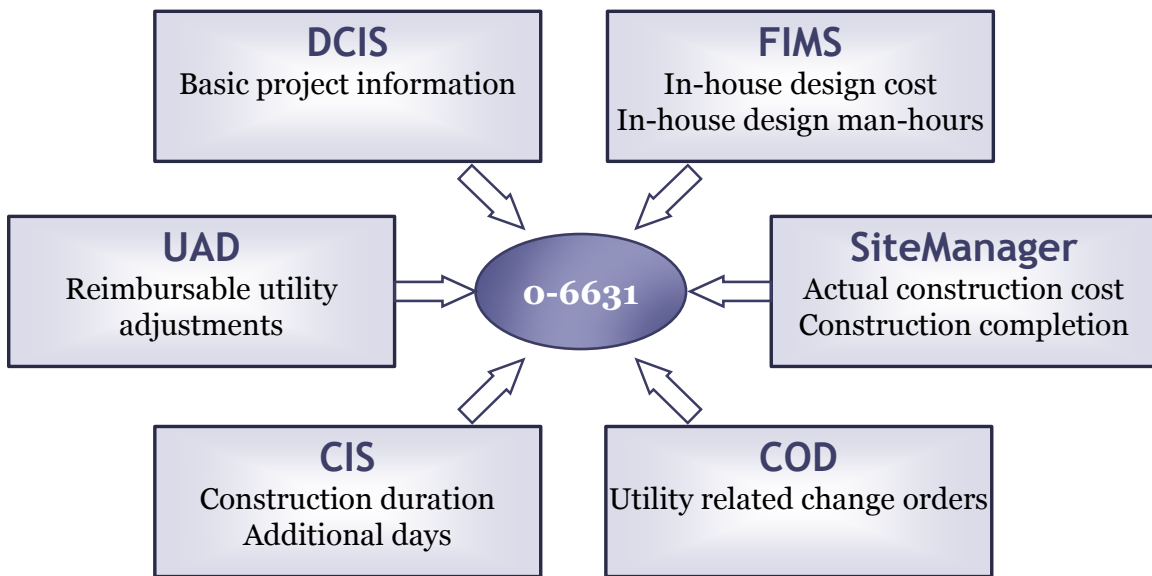 DCIS
Basic project information
FIMS
In-house design cost
In-house design man-hours
UAD
Reimbursable utility
adjustments
0-6631
SiteManager
Actual construction cost
Construction completion
CIS
Construction duration
Additional days
COD
Utility related change orders